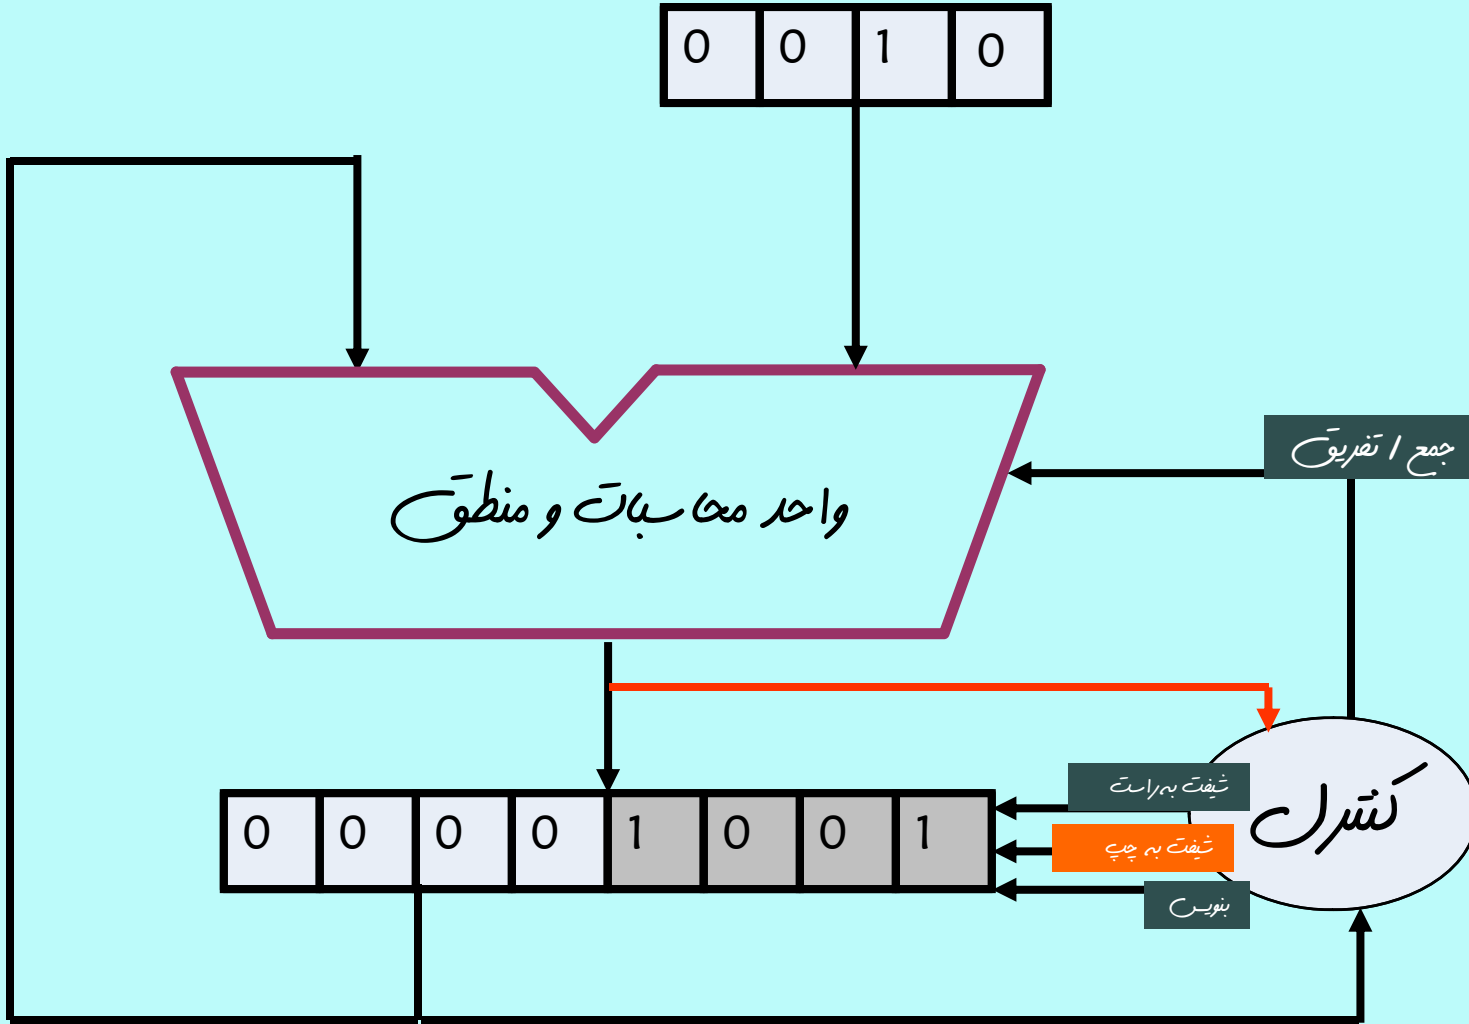 0 0 1 0
جمع / تفریق
واحد محاسبات و منطق
شیفت به راست
کنترل
0 0 0 0 1 0 0 1
شیفت به چپ
بنویس